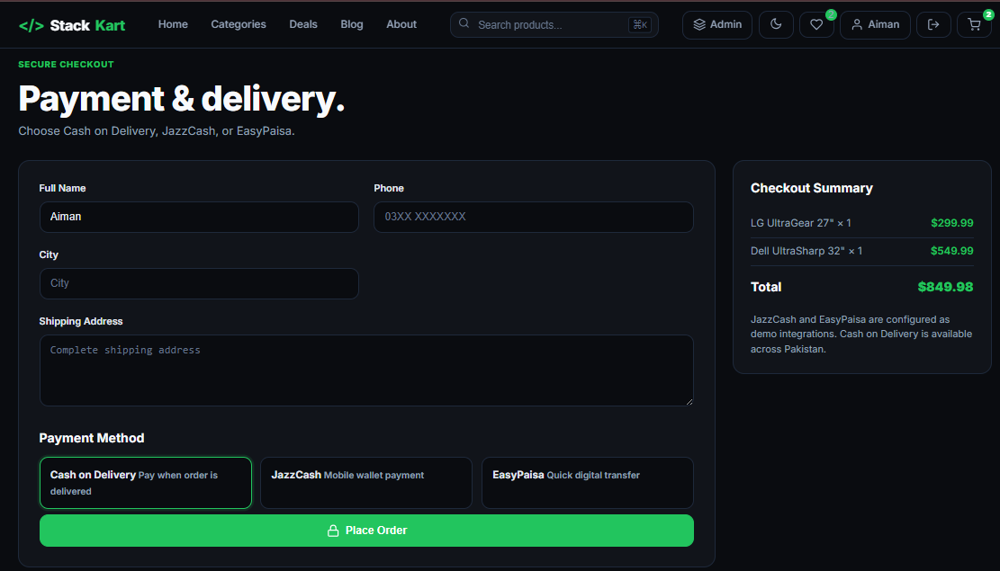 </> Stack Kart Home Categories Deals Blog About Search products... ⌘K Admin Aiman 2
SECURE CHECKOUT
Payment & delivery.
Choose Cash on Delivery, JazzCash, or EasyPaisa.
Full Name
Aiman
Phone
03XX XXXXXXX
City
City
Shipping Address
Complete shipping address
Payment Method
Cash on Delivery Pay when order is
delivered
JazzCash Mobile wallet payment
EasyPaisa Quick digital transfer
Place Order
Checkout Summary
LG UltraGear 27" × 1 $299.99
Dell UltraSharp 32" × 1 $549.99
Total $849.98
JazzCash and EasyPaisa are configured as
demo integrations. Cash on Delivery is available
across Pakistan.